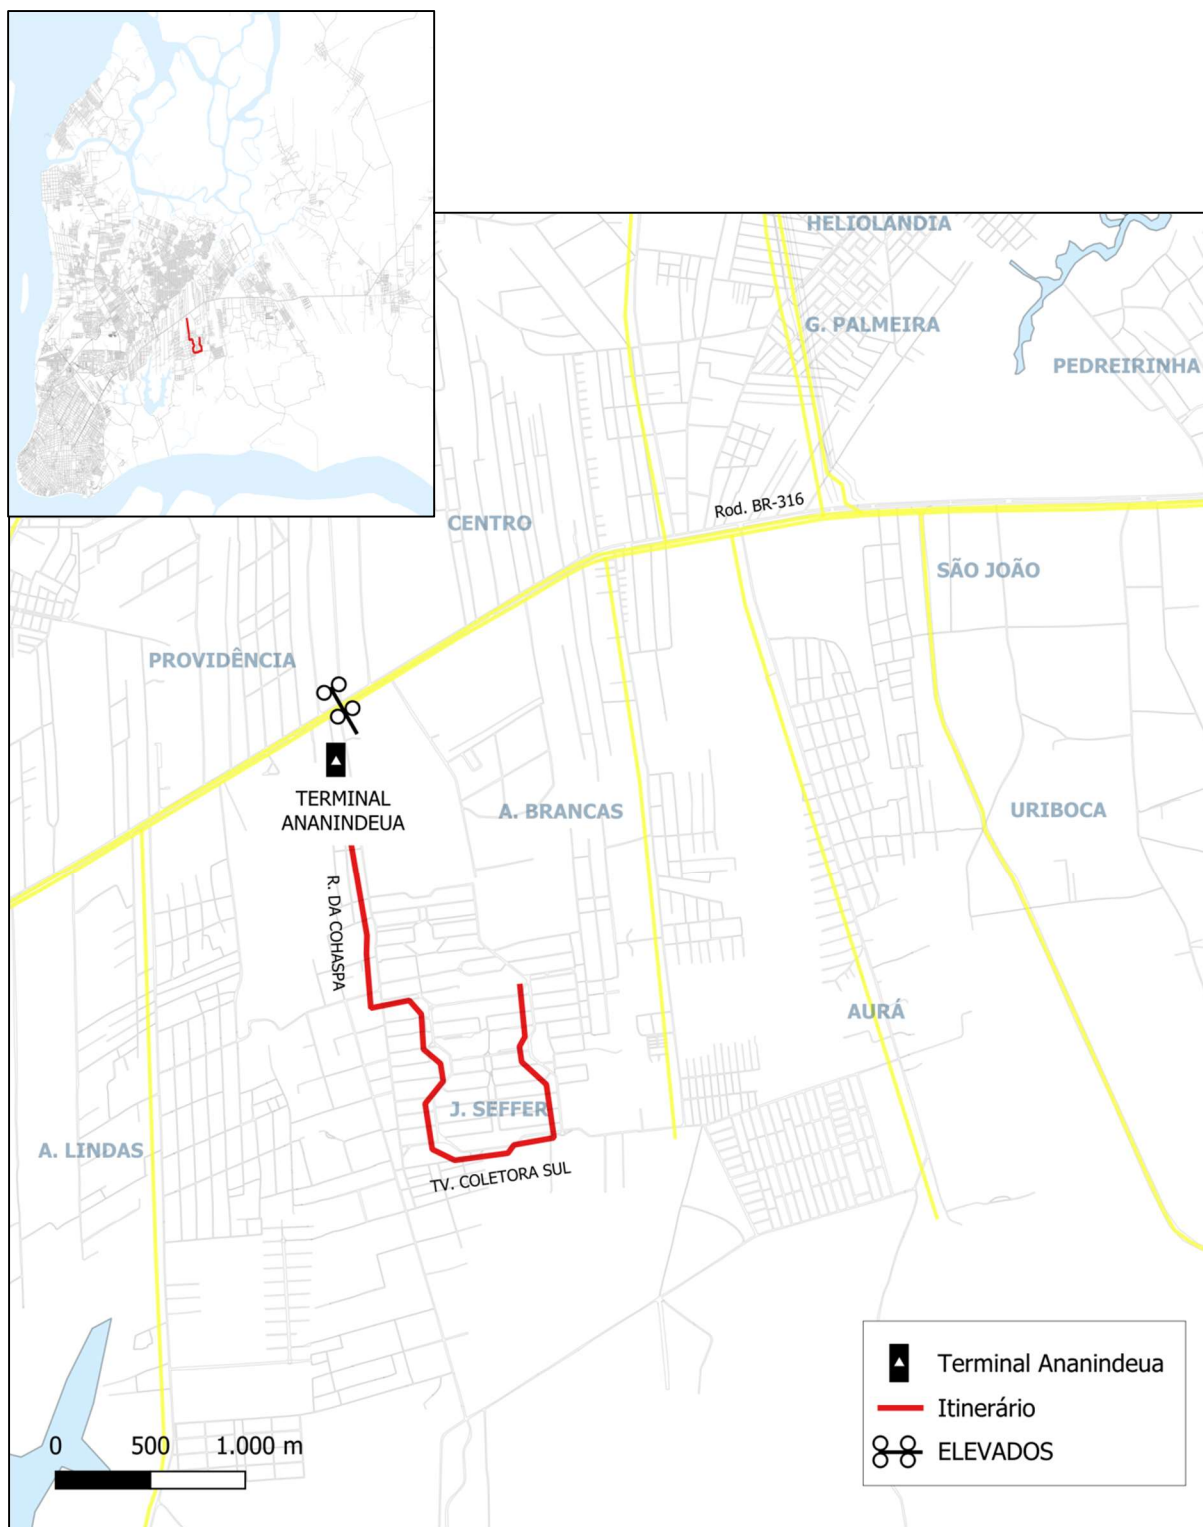 HELIOLANDIA
G. PALMEIRA
PEDREIRINHA
Rod. BR-316
CENTRO
SÃO JOÃO
PROVIDÊNCIA
TERMINAL
ANANINDEUA
A. BRANCAS
URIBOCA
R. DA COHASPA
AURÁ
J. SEFFER
A. LINDAS
TV. COLETORA SUL
Terminal Ananindeua
Itinerário
ELEVADOS
0 500 1.000 m